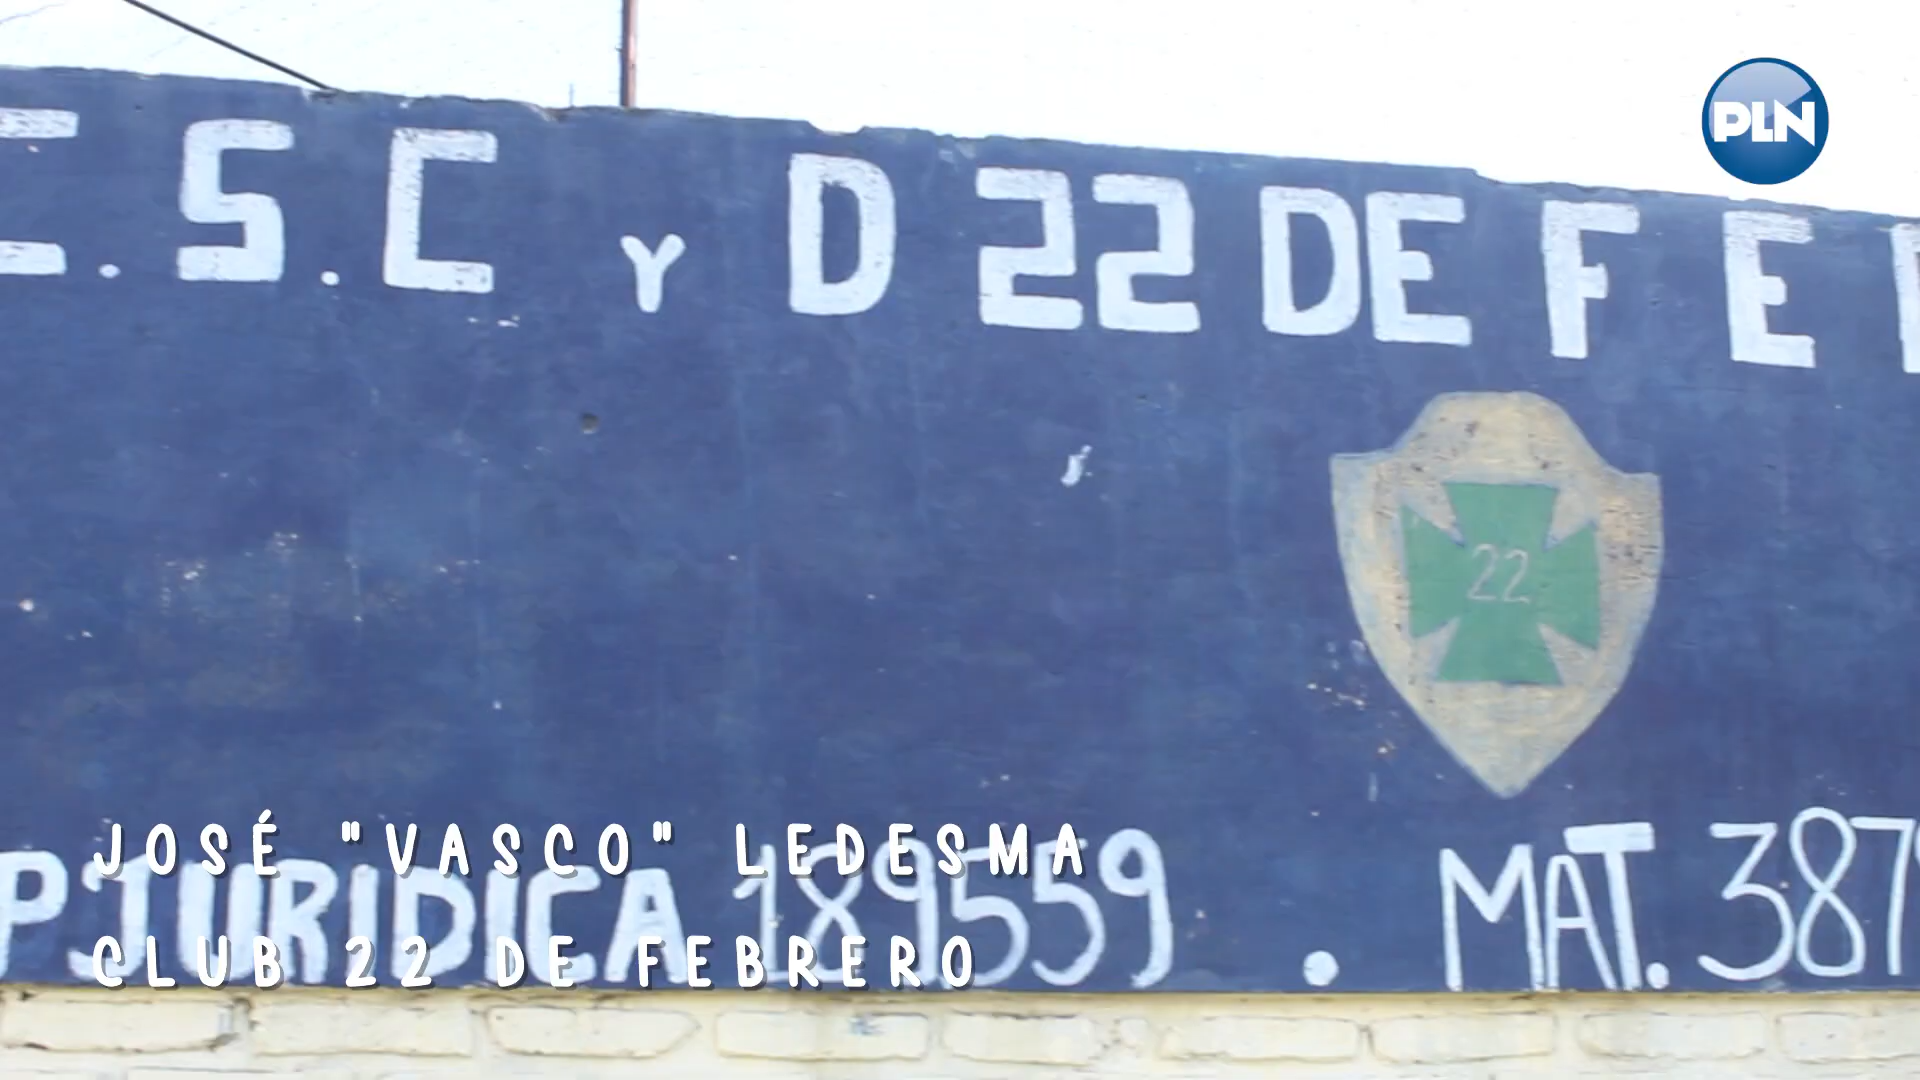 PLN
C.S.C Y D 22 DE FE
22
JOSÉ "VASCO" LEDESMA
P JURIDICA 189559 . MAT. 387
CLUB 22 DE FEBRERO